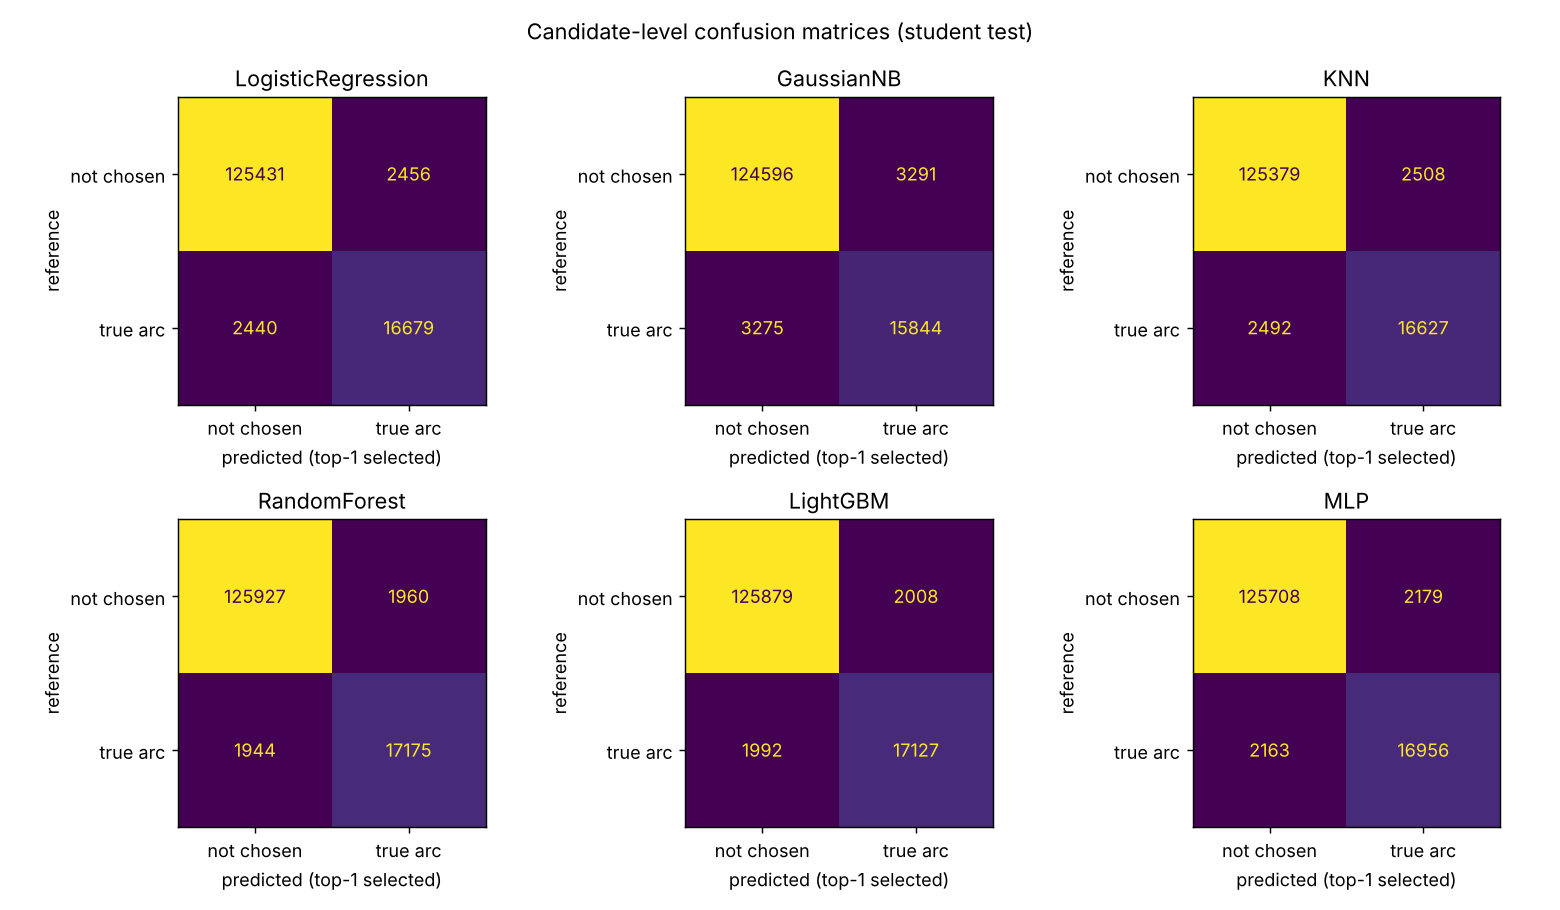 Candidate-level confusion matrices (student test)
LogisticRegression
reference
not chosen
125431 2456
true arc
2440 16679
not chosen true arc
predicted (top-1 selected)
GaussianNB
reference
not chosen
124596 3291
true arc
3275 15844
not chosen true arc
predicted (top-1 selected)
KNN
reference
not chosen
125379 2508
true arc
2492 16627
not chosen true arc
predicted (top-1 selected)
RandomForest
reference
not chosen
125927 1960
true arc
1944 17175
not chosen true arc
predicted (top-1 selected)
LightGBM
reference
not chosen
125879 2008
true arc
1992 17127
not chosen true arc
predicted (top-1 selected)
MLP
reference
not chosen
125708 2179
true arc
2163 16956
not chosen true arc
predicted (top-1 selected)